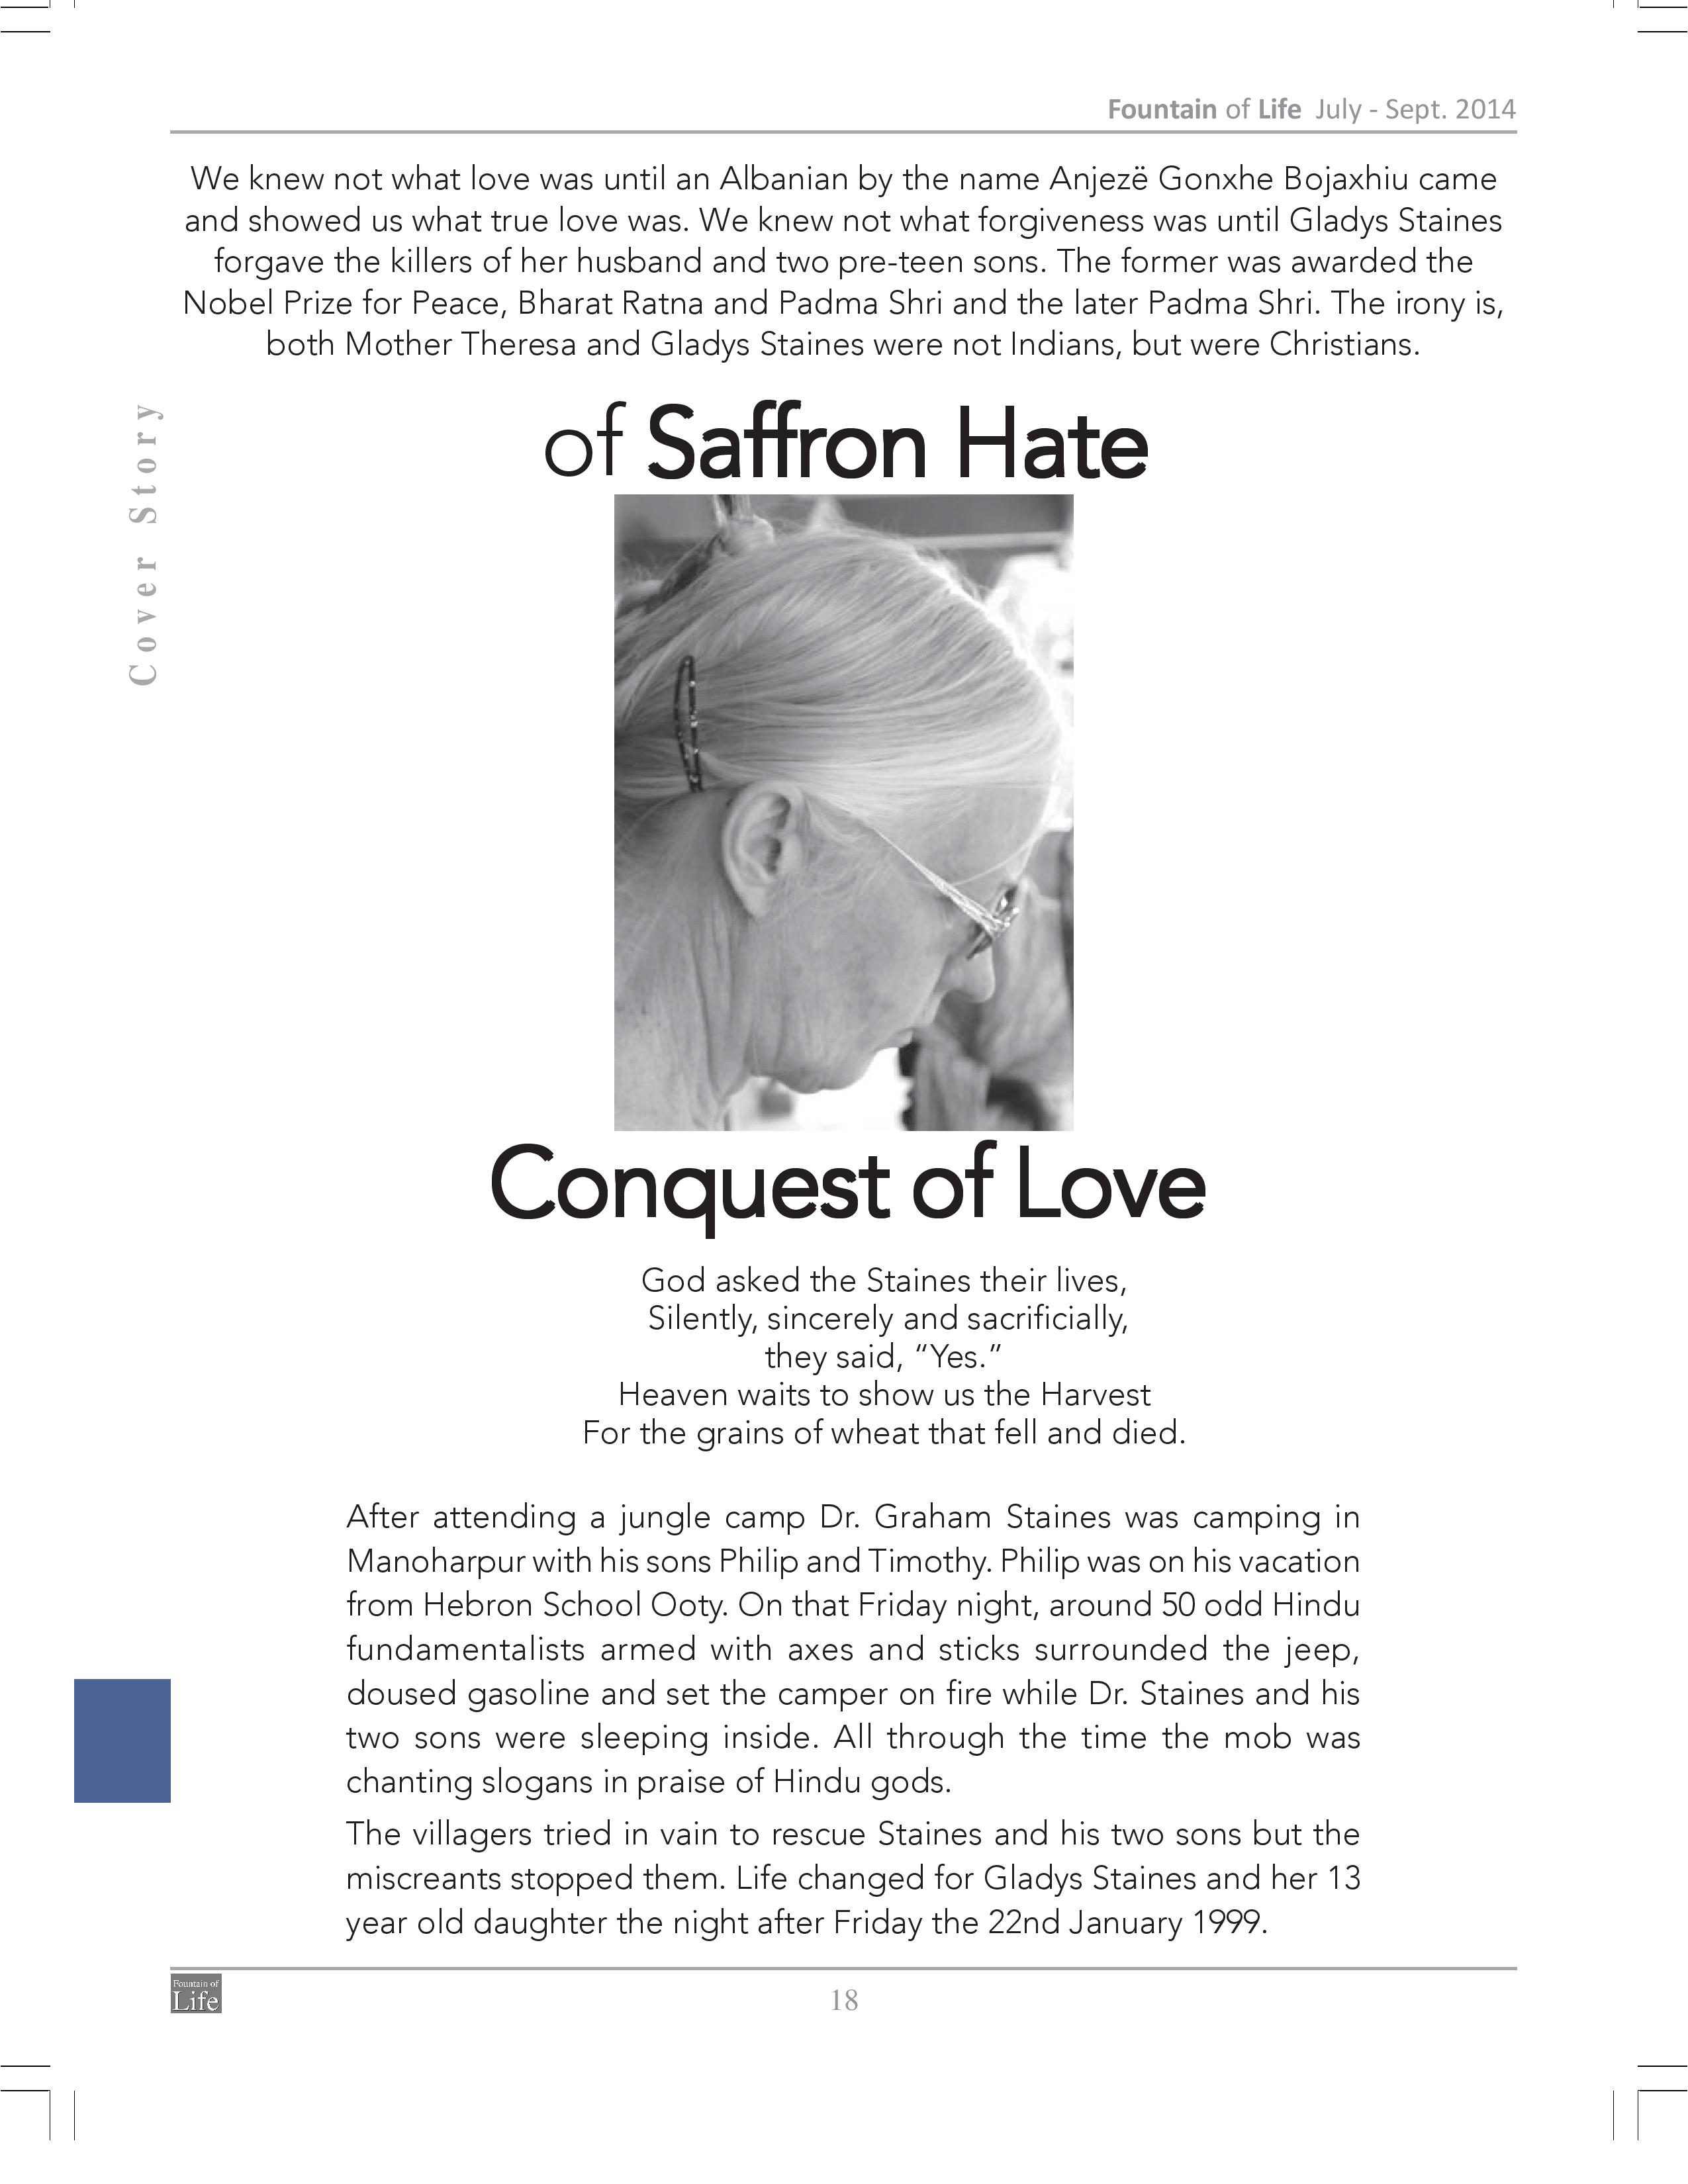 Fountain of Life July - Sept. 2014
We knew not what love was until an Albanian by the name Anjezë Gonxhe Bojaxhiu came
and showed us what true love was. We knew not what forgiveness was until Gladys Staines
forgave the killers of her husband and two pre-teen sons. The former was awarded the
Nobel Prize for Peace, Bharat Ratna and Padma Shri and the later Padma Shri. The irony is,
both Mother Theresa and Gladys Staines were not Indians, but were Christians.
Cover Story
of Saffron Hate
Conquest of Love
God asked the Staines their lives,
Silently, sincerely and sacrificially,
they said, “Yes.”
Heaven waits to show us the Harvest
For the grains of wheat that fell and died.
After attending a jungle camp Dr. Graham Staines was camping in
Manoharpur with his sons Philip and Timothy. Philip was on his vacation
from Hebron School Ooty. On that Friday night, around 50 odd Hindu
fundamentalists armed with axes and sticks surrounded the jeep,
doused gasoline and set the camper on fire while Dr. Staines and his
two sons were sleeping inside. All through the time the mob was
chanting slogans in praise of Hindu gods.
The villagers tried in vain to rescue Staines and his two sons but the
miscreants stopped them. Life changed for Gladys Staines and her 13
year old daughter the night after Friday the 22nd January 1999.
Fountain of
Life
18